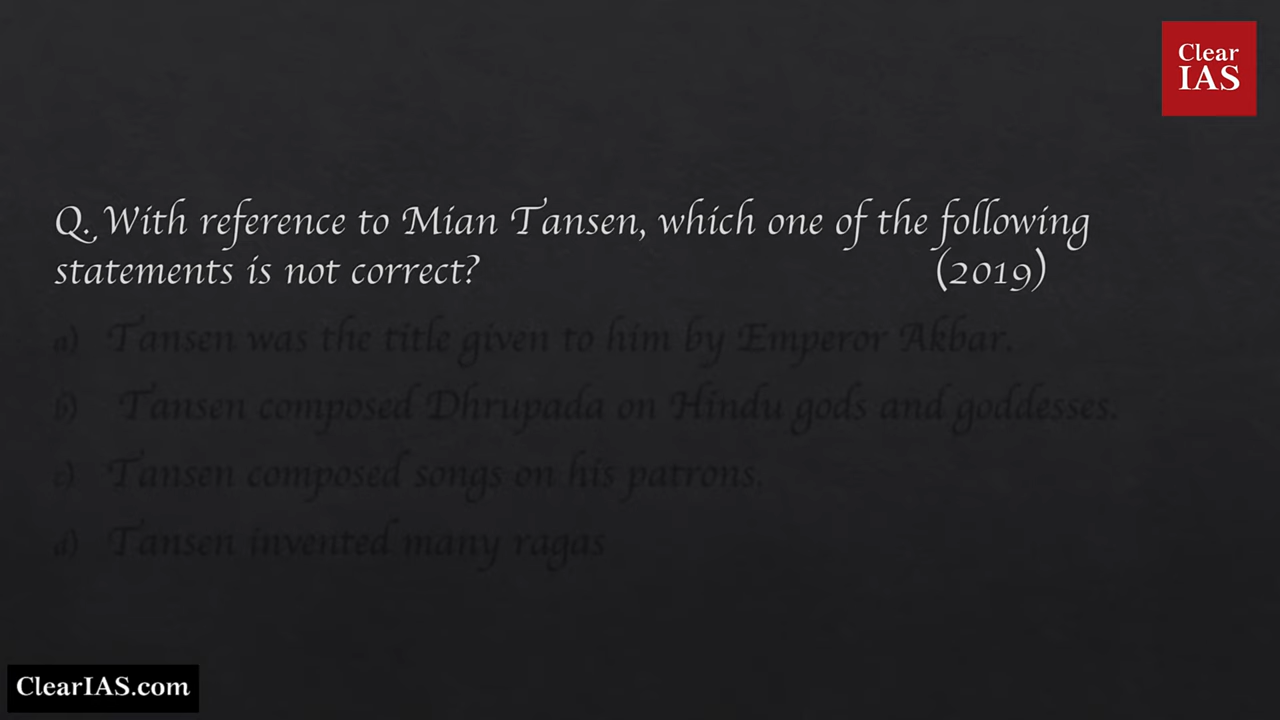 Clear
IAS
Q. With reference to Mian Tansen, which one of the following
statements is not correct? (2019)
a) Tansen was the title given to him by Emperor Akbar.
b) Tansen composed Dhrupada on Hindu gods and goddesses.
c) Tansen composed songs on his patrons.
d) Tansen invented many ragas
ClearIAS.com